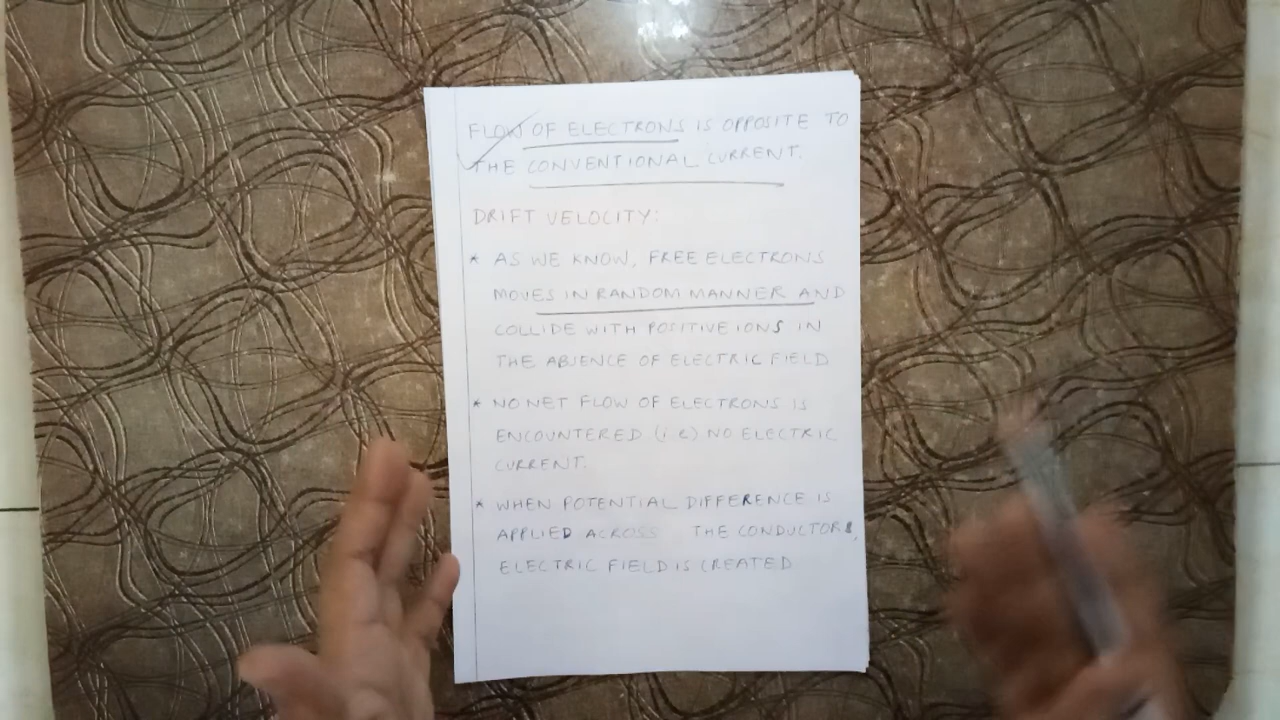 FLOW OF ELECTRONS IS OPPOSITE TO
THE CONVENTIONAL CURRENT.
DRIFT VELOCITY:
* AS WE KNOW, FREE ELECTRONS
MOVES IN RANDOM MANNER AND
COLLIDE WITH POSITIVE IONS IN
THE ABSENCE OF ELECTRIC FIELD
* NO NET FLOW OF ELECTRONS IS
ENCOUNTERED (i.e) NO ELECTRIC
CURRENT.
* WHEN POTENTIAL DIFFERENCE IS
APPLIED ACROSS THE CONDUCTORS,
ELECTRIC FIELD IS CREATED